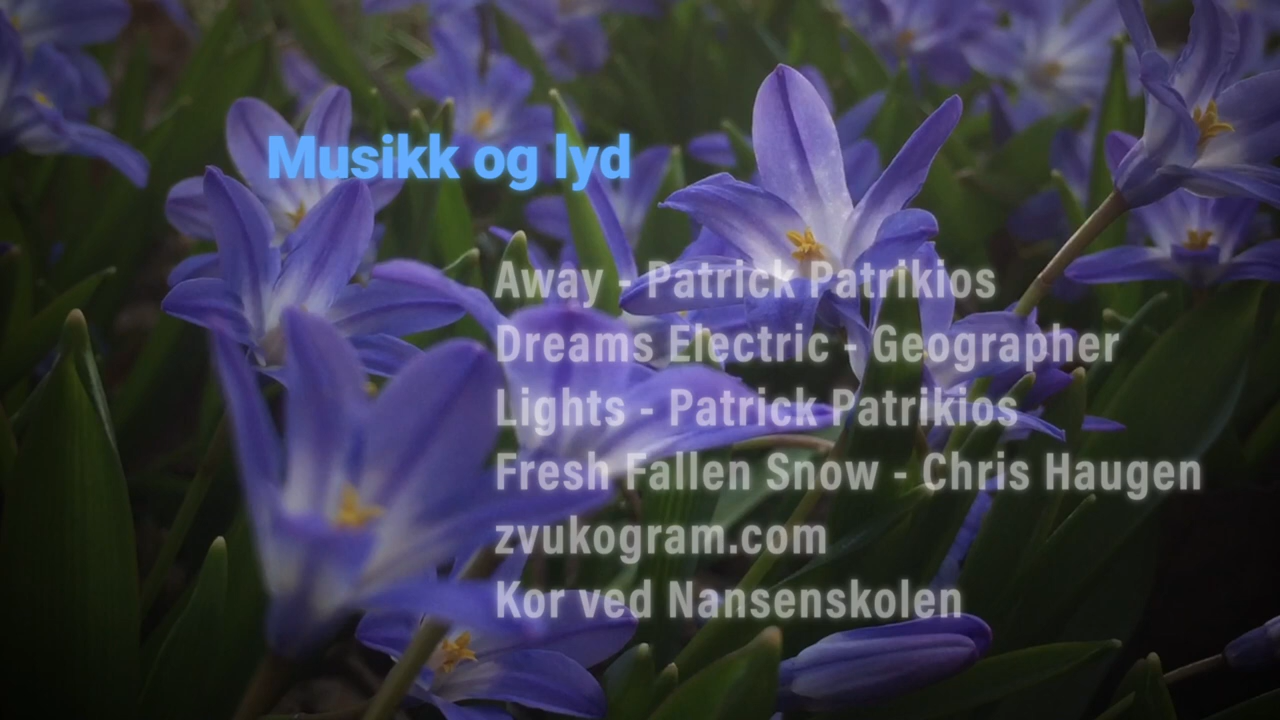 Musikk og lyd
Away - Patrick Patrikios
Dreams Electric - Geographer
Lights - Patrick Patrikios
Fresh Fallen Snow - Chris Haugen
zvukogram.com
Kor ved Nansenskolen